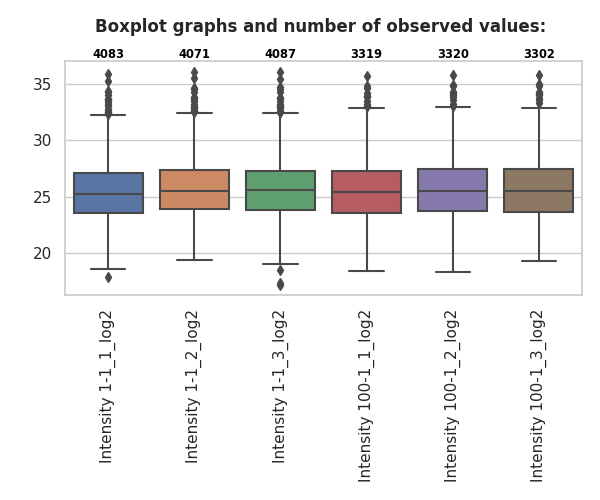 Boxplot graphs and number of observed values:
4083 4071 4087 3319 3320 3302
35
30
25
20
Intensity 1-1_1_log2
Intensity 1-1_2_log2
Intensity 1-1_3_log2
Intensity 100-1_1_log2
Intensity 100-1_2_log2
Intensity 100-1_3_log2